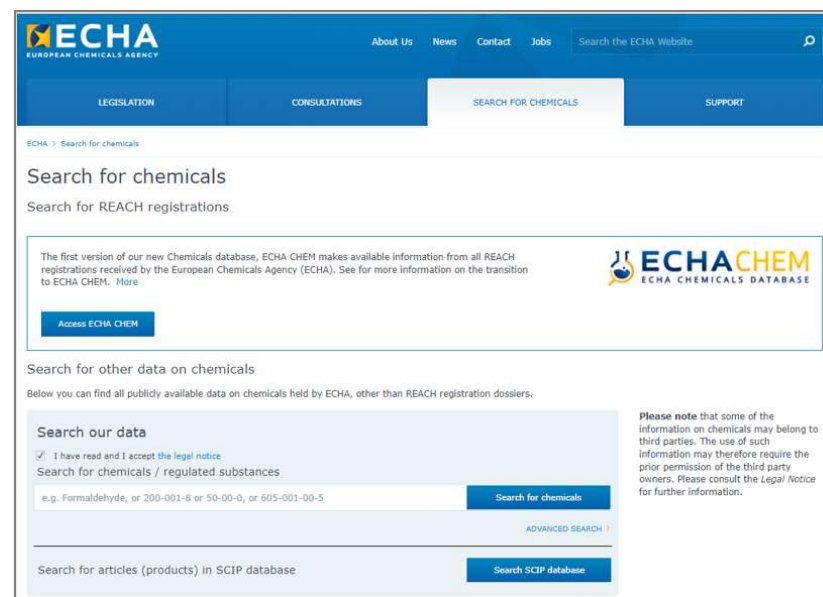 ECHA
EUROPEAN CHEMICALS AGENCY
About Us News Contact Jobs Search the ECHA Website
LEGISLATION CONSULTATIONS SEARCH FOR CHEMICALS SUPPORT
ECHA > Search for chemicals
Search for chemicals
Search for REACH registrations
The first version of our new Chemicals database, ECHA CHEM makes available information from all REACH
registrations received by the European Chemicals Agency (ECHA). See for more information on the transition
to ECHA CHEM. More
ECHACHEM
ECHA CHEMICALS DATABASE
Access ECHA CHEM
Search for other data on chemicals
Below you can find all publicly available data on chemicals held by ECHA, other than REACH registration dossiers.
Search our data
I have read and I accept the legal notice
Search for chemicals / regulated substances
e.g. Formaldehyde, or 200-001-8 or 50-00-0, or 605-001-00-5
Search for chemicals
ADVANCED SEARCH
Search for articles (products) in SCIP database
Search SCIP database
Please note that some of the
information on chemicals may belong to
third parties. The use of such
information may therefore require the
prior permission of the third party
owners. Please consult the Legal Notice
for further information.